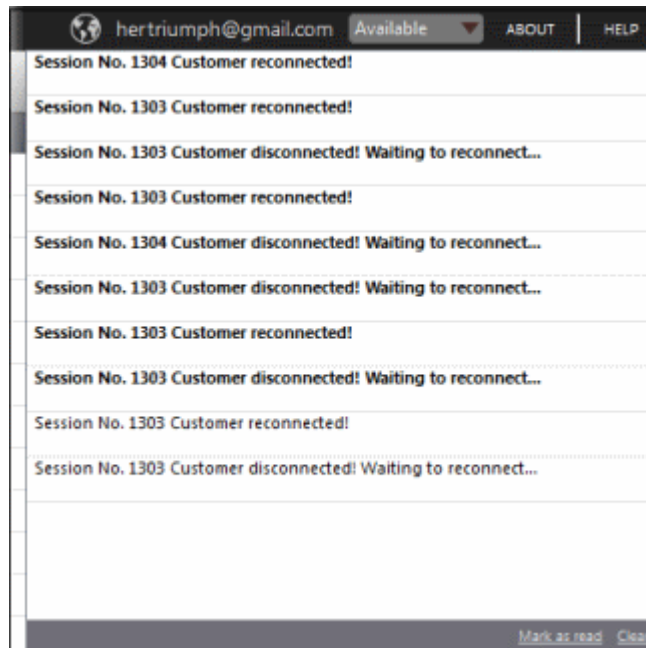 hertriumph@gmail.com Available ABOUT HELP
Session No. 1304 Customer reconnected!
Session No. 1303 Customer reconnected!
Session No. 1303 Customer disconnected! Waiting to reconnect...
Session No. 1303 Customer reconnected!
Session No. 1304 Customer disconnected! Waiting to reconnect...
Session No. 1303 Customer disconnected! Waiting to reconnect...
Session No. 1303 Customer reconnected!
Session No. 1303 Customer disconnected! Waiting to reconnect...
Session No. 1303 Customer reconnected!
Session No. 1303 Customer disconnected! Waiting to reconnect...
Mark as read